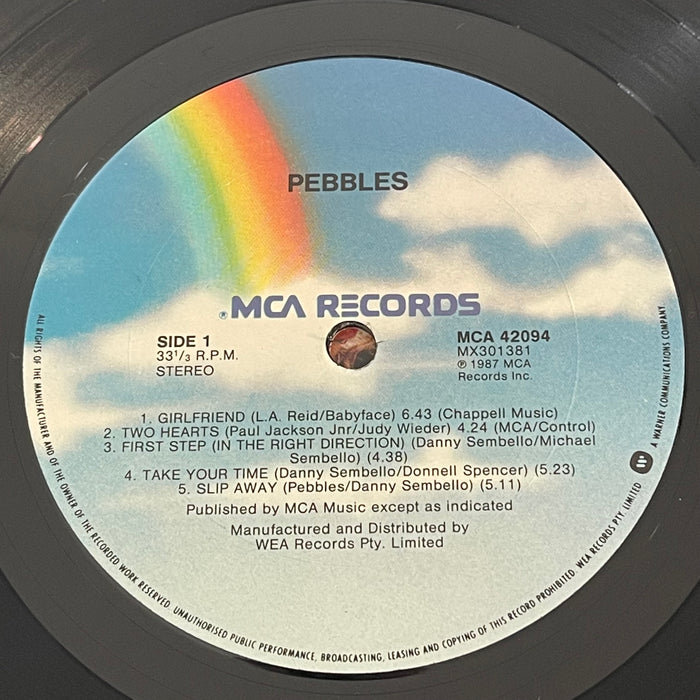 PEBBLES
® MCA RECORDS
SIDE 1
33 1/3 R.P.M.
STEREO
MCA 42094
MX301381
℗ 1987 MCA
Records Inc.
1. GIRLFRIEND (L.A. Reid/Babyface) 6.43 (Chappell Music)
2. TWO HEARTS (Paul Jackson Jnr/Judy Wieder) 4.24 (MCA/Control)
3. FIRST STEP (IN THE RIGHT DIRECTION) (Danny Sembello/Michael
Sembello) (4.38)
4. TAKE YOUR TIME (Danny Sembello/Donnell Spencer) (5.23)
5. SLIP AWAY (Pebbles/Danny Sembello) (5.11)
Published by MCA Music except as indicated
Manufactured and Distributed by
WEA Records Pty. Limited
ALL RIGHTS OF THE MANUFACTURER AND OF THE OWNER OF THE RECORDED WORK RESERVED. UNAUTHORISED PUBLIC PERFORMANCE, BROADCASTING, LEASING AND COPYING OF THIS RECORD PROHIBITED. WEA RECORDS PTY. LIMITED A WARNER COMMUNICATIONS COMPANY